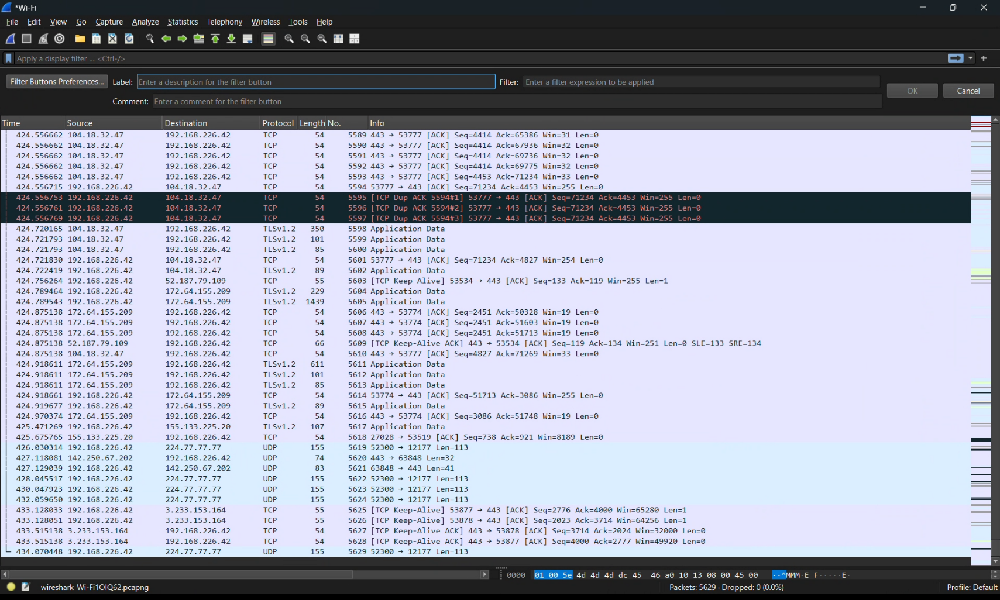 *Wi-Fi
File Edit View Go Capture Analyze Statistics Telephony Wireless Tools Help
Apply a display filter ... <Ctrl-/>
Filter Buttons Preferences... Label: Enter a description for the filter button Filter: Enter a filter expression to be applied OK Cancel
Comment: Enter a comment for the filter button
Time Source Destination Protocol Length No. Info
424.556662 104.18.32.47 192.168.226.42 TCP 54 5589 443 → 53777 [ACK] Seq=4414 Ack=65386 Win=31 Len=0
424.556662 104.18.32.47 192.168.226.42 TCP 54 5590 443 → 53777 [ACK] Seq=4414 Ack=67936 Win=32 Len=0
424.556662 104.18.32.47 192.168.226.42 TCP 54 5591 443 → 53777 [ACK] Seq=4414 Ack=69736 Win=32 Len=0
424.556662 104.18.32.47 192.168.226.42 TCP 54 5592 443 → 53777 [ACK] Seq=4414 Ack=69775 Win=32 Len=0
424.556662 104.18.32.47 192.168.226.42 TCP 54 5593 443 → 53777 [ACK] Seq=4453 Ack=71234 Win=33 Len=0
424.556715 192.168.226.42 104.18.32.47 TCP 54 5594 53777 → 443 [ACK] Seq=71234 Ack=4453 Win=255 Len=0
424.556753 192.168.226.42 104.18.32.47 TCP 54 5595 [TCP Dup ACK 5594#1] 53777 → 443 [ACK] Seq=71234 Ack=4453 Win=255 Len=0
424.556761 192.168.226.42 104.18.32.47 TCP 54 5596 [TCP Dup ACK 5594#2] 53777 → 443 [ACK] Seq=71234 Ack=4453 Win=255 Len=0
424.556769 192.168.226.42 104.18.32.47 TCP 54 5597 [TCP Dup ACK 5594#3] 53777 → 443 [ACK] Seq=71234 Ack=4453 Win=255 Len=0
424.720165 104.18.32.47 192.168.226.42 TLSv1.2 350 5598 Application Data
424.721793 104.18.32.47 192.168.226.42 TLSv1.2 101 5599 Application Data
424.721793 104.18.32.47 192.168.226.42 TLSv1.2 85 5600 Application Data
424.721830 192.168.226.42 104.18.32.47 TCP 54 5601 53777 → 443 [ACK] Seq=71234 Ack=4827 Win=254 Len=0
424.722419 192.168.226.42 104.18.32.47 TLSv1.2 89 5602 Application Data
424.756264 192.168.226.42 52.187.79.109 TCP 55 5603 [TCP Keep-Alive] 53534 → 443 [ACK] Seq=133 Ack=119 Win=255 Len=1
424.789464 192.168.226.42 172.64.155.209 TLSv1.2 229 5604 Application Data
424.789543 192.168.226.42 172.64.155.209 TLSv1.2 1439 5605 Application Data
424.875138 172.64.155.209 192.168.226.42 TCP 54 5606 443 → 53774 [ACK] Seq=2451 Ack=50328 Win=19 Len=0
424.875138 172.64.155.209 192.168.226.42 TCP 54 5607 443 → 53774 [ACK] Seq=2451 Ack=51603 Win=19 Len=0
424.875138 172.64.155.209 192.168.226.42 TCP 54 5608 443 → 53774 [ACK] Seq=2451 Ack=51713 Win=19 Len=0
424.875138 52.187.79.109 192.168.226.42 TCP 66 5609 [TCP Keep-Alive ACK] 443 → 53534 [ACK] Seq=119 Ack=134 Win=251 Len=0 SLE=133 SRE=134
424.875138 104.18.32.47 192.168.226.42 TCP 54 5610 443 → 53777 [ACK] Seq=4827 Ack=71269 Win=33 Len=0
424.918611 172.64.155.209 192.168.226.42 TLSv1.2 611 5611 Application Data
424.918611 172.64.155.209 192.168.226.42 TLSv1.2 101 5612 Application Data
424.918611 172.64.155.209 192.168.226.42 TLSv1.2 85 5613 Application Data
424.918661 192.168.226.42 172.64.155.209 TCP 54 5614 53774 → 443 [ACK] Seq=51713 Ack=3086 Win=255 Len=0
424.919677 192.168.226.42 172.64.155.209 TLSv1.2 89 5615 Application Data
424.970374 172.64.155.209 192.168.226.42 TCP 54 5616 443 → 53774 [ACK] Seq=3086 Ack=51748 Win=19 Len=0
425.471269 192.168.226.42 155.133.225.20 TLSv1.2 107 5617 Application Data
425.675765 155.133.225.20 192.168.226.42 TCP 54 5618 27028 → 53519 [ACK] Seq=738 Ack=921 Win=8189 Len=0
426.030314 192.168.226.42 224.77.77.77 UDP 155 5619 52300 → 12177 Len=113
427.118081 142.250.67.202 192.168.226.42 UDP 74 5620 443 → 63848 Len=32
427.129039 192.168.226.42 142.250.67.202 UDP 83 5621 63848 → 443 Len=41
428.045517 192.168.226.42 224.77.77.77 UDP 155 5622 52300 → 12177 Len=113
430.047923 192.168.226.42 224.77.77.77 UDP 155 5623 52300 → 12177 Len=113
432.059650 192.168.226.42 224.77.77.77 UDP 155 5624 52300 → 12177 Len=113
433.128033 192.168.226.42 3.233.153.164 TCP 55 5625 [TCP Keep-Alive] 53877 → 443 [ACK] Seq=2776 Ack=4000 Win=65280 Len=1
433.128051 192.168.226.42 3.233.153.164 TCP 55 5626 [TCP Keep-Alive] 53878 → 443 [ACK] Seq=2023 Ack=3714 Win=64256 Len=1
433.515138 3.233.153.164 192.168.226.42 TCP 54 5627 [TCP Keep-Alive ACK] 443 → 53878 [ACK] Seq=3714 Ack=2024 Win=32000 Len=0
433.515138 3.233.153.164 192.168.226.42 TCP 54 5628 [TCP Keep-Alive ACK] 443 → 53877 [ACK] Seq=4000 Ack=2777 Win=49920 Len=0
434.070448 192.168.226.42 224.77.77.77 UDP 155 5629 52300 → 12177 Len=113
0000 01 00 5e 4d 4d 4d dc 45 46 a0 10 13 08 00 45 00 ··^MMM·E F·····E·
wireshark_Wi-Fi1OIQ62.pcapng Packets: 5629 · Dropped: 0 (0.0%) Profile: Default